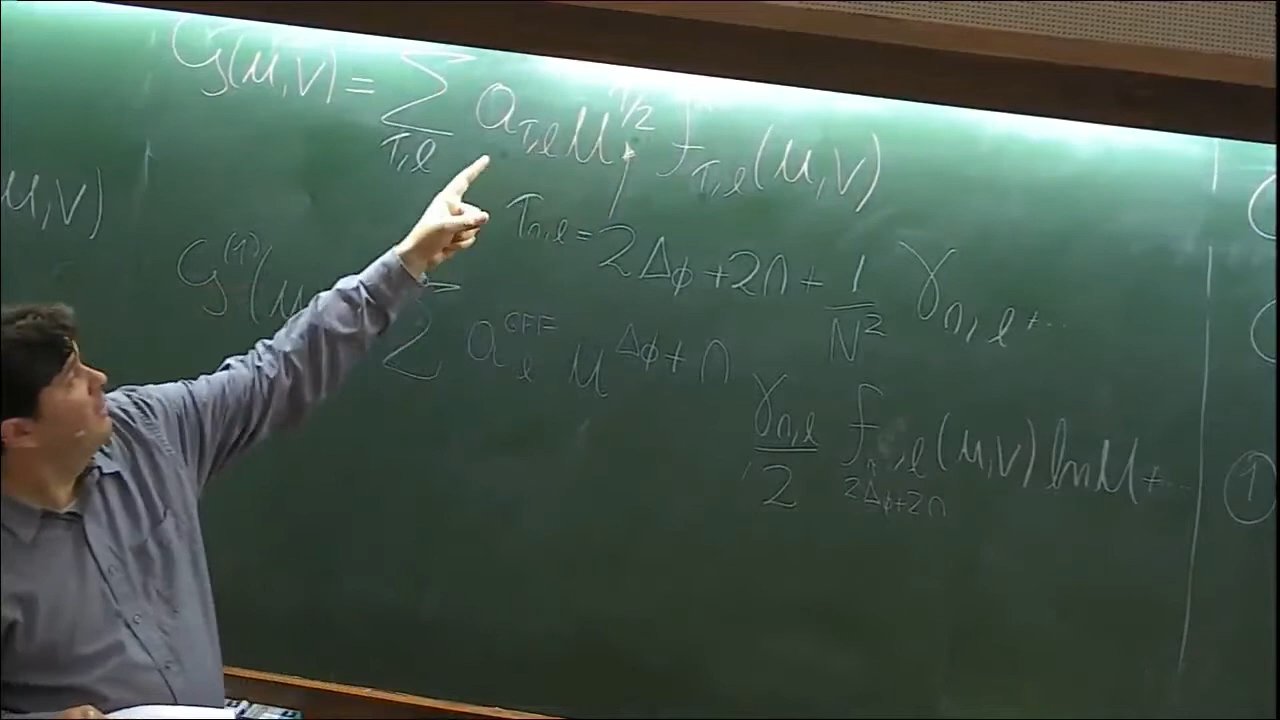 G(u,v) = Σ_{τ,l} a_{τ,l} u^{τ/2} f_{τ,l}(u,v)
u,v)
τ_{n,l} = 2Δ_φ + 2n + 1/N² γ_{n,l} + ...
G^{(1)}(u
Σ a_l^{GFF} u^{Δφ+n}
γ_{n,l}/2 f_{2Δφ+2n,l}(u,v) ln u + ...
1